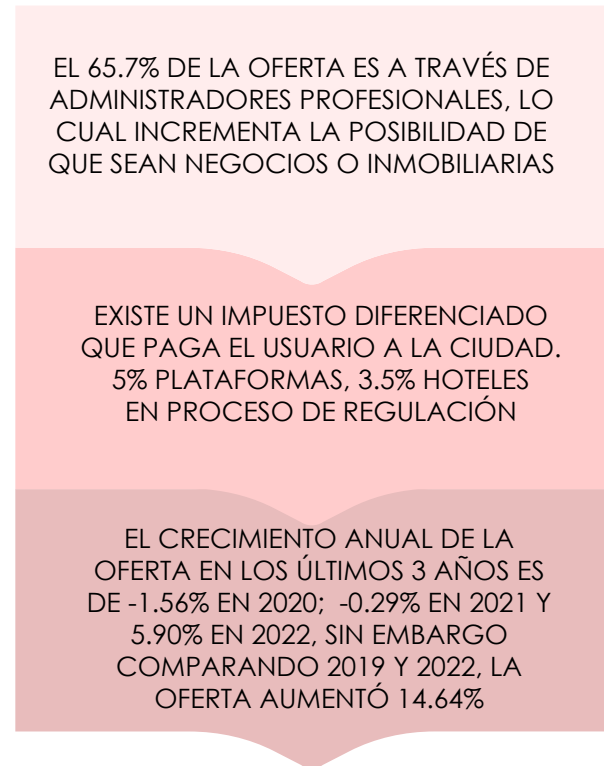 EL 65.7% DE LA OFERTA ES A TRAVÉS DE
ADMINISTRADORES PROFESIONALES, LO
CUAL INCREMENTA LA POSIBILIDAD DE
QUE SEAN NEGOCIOS O INMOBILIARIAS
EXISTE UN IMPUESTO DIFERENCIADO
QUE PAGA EL USUARIO A LA CIUDAD.
5% PLATAFORMAS, 3.5% HOTELES
EN PROCESO DE REGULACIÓN
EL CRECIMIENTO ANUAL DE LA
OFERTA EN LOS ÚLTIMOS 3 AÑOS ES
DE -1.56% EN 2020; -0.29% EN 2021 Y
5.90% EN 2022, SIN EMBARGO
COMPARANDO 2019 Y 2022, LA
OFERTA AUMENTÓ 14.64%